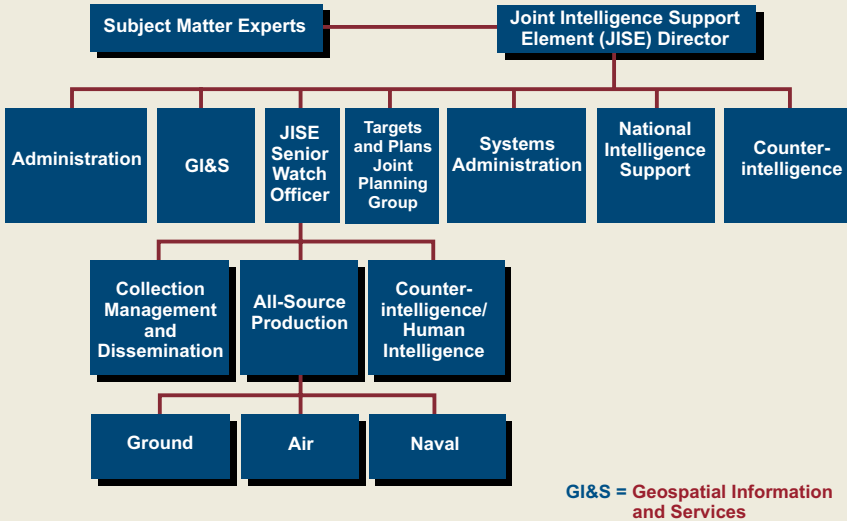 Subject Matter Experts
Joint Intelligence Support
Element (JISE) Director
Administration
GI&S
JISE
Senior
Watch
Officer
Targets
and Plans
Joint
Planning
Group
Systems
Administration
National
Intelligence
Support
Counter-
intelligence
Collection
Management
and
Dissemination
All-Source
Production
Counter-
intelligence/
Human
Intelligence
Ground
Air
Naval
GI&S = Geospatial Information
and Services